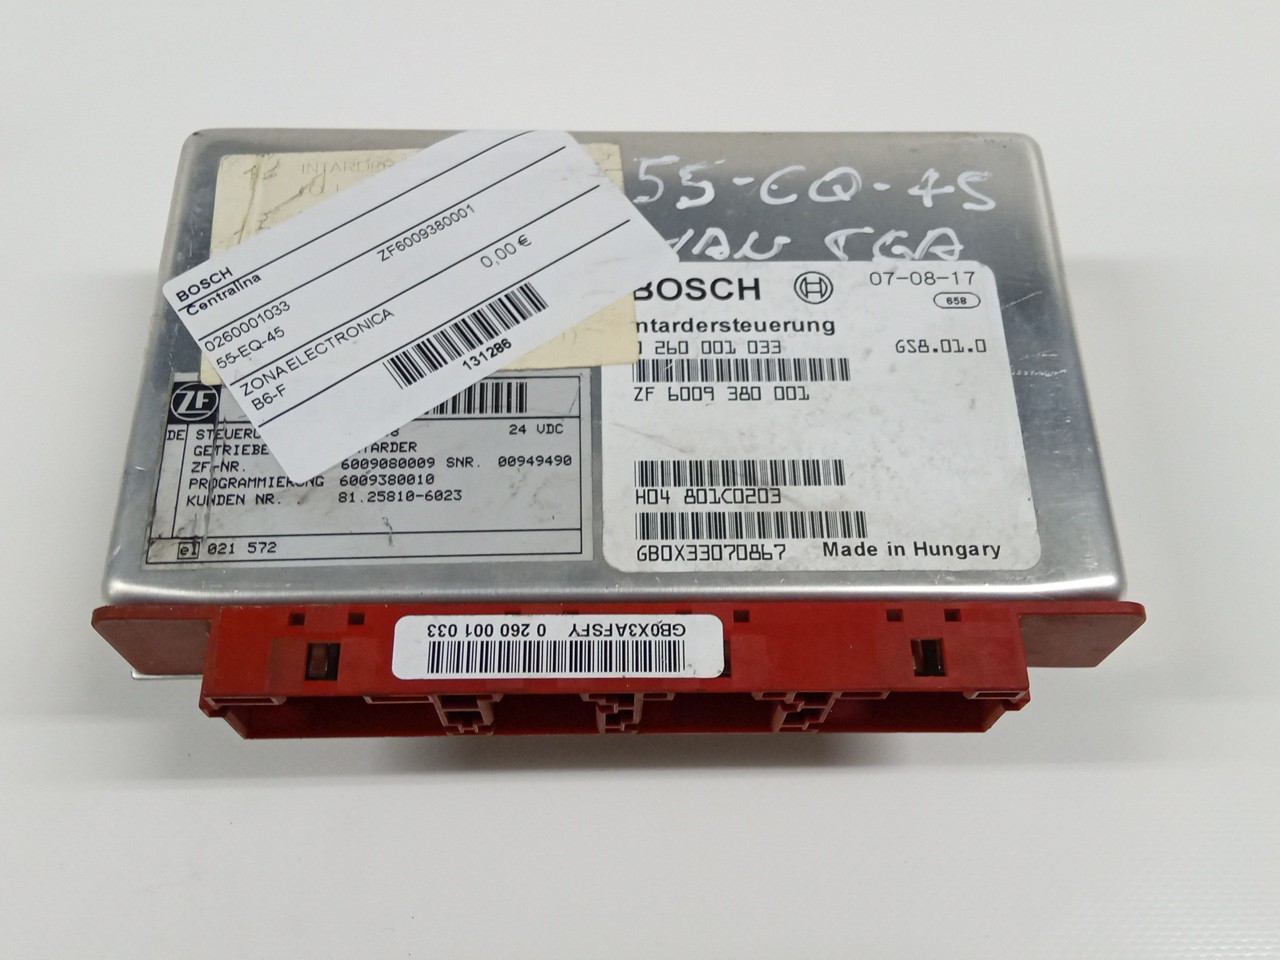 INTARD
55-EQ-45
MAN TGA
BOSCH
Centralina
0260001033 ZF6009380001
55-EQ-45
0,00 €
ZONA ELECTRONICA
B6-F
131286
BOSCH 07-08-17
658
ntardersteuerung
260 001 033 GS8.01.0
ZF 6009 380 001
H04 801C0203
GB0X33070867 Made in Hungary
ZF
DE STEUER 24 VDC
GETRIEBE TARDER
ZF-NR. 6009080009 SNR. 00949490
PROGRAMMIERUNG 6009380010
KUNDEN NR. : 81.25810-6023
e1 021 572
GB0X3AFSFY 0 260 001 033